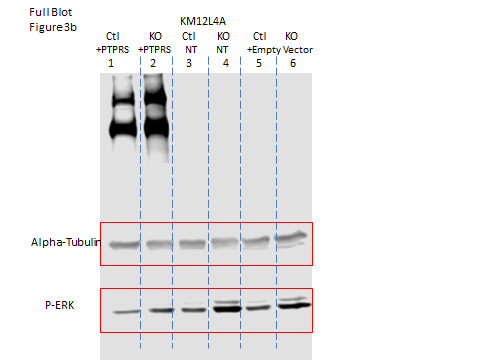 Full Blot
Figure3b
KM12L4A
Ctl KO Ctl KO Ctl KO
+PTPRS +PTPRS NT NT +Empty Vector
1 2 3 4 5 6
Alpha-Tubulin
P-ERK